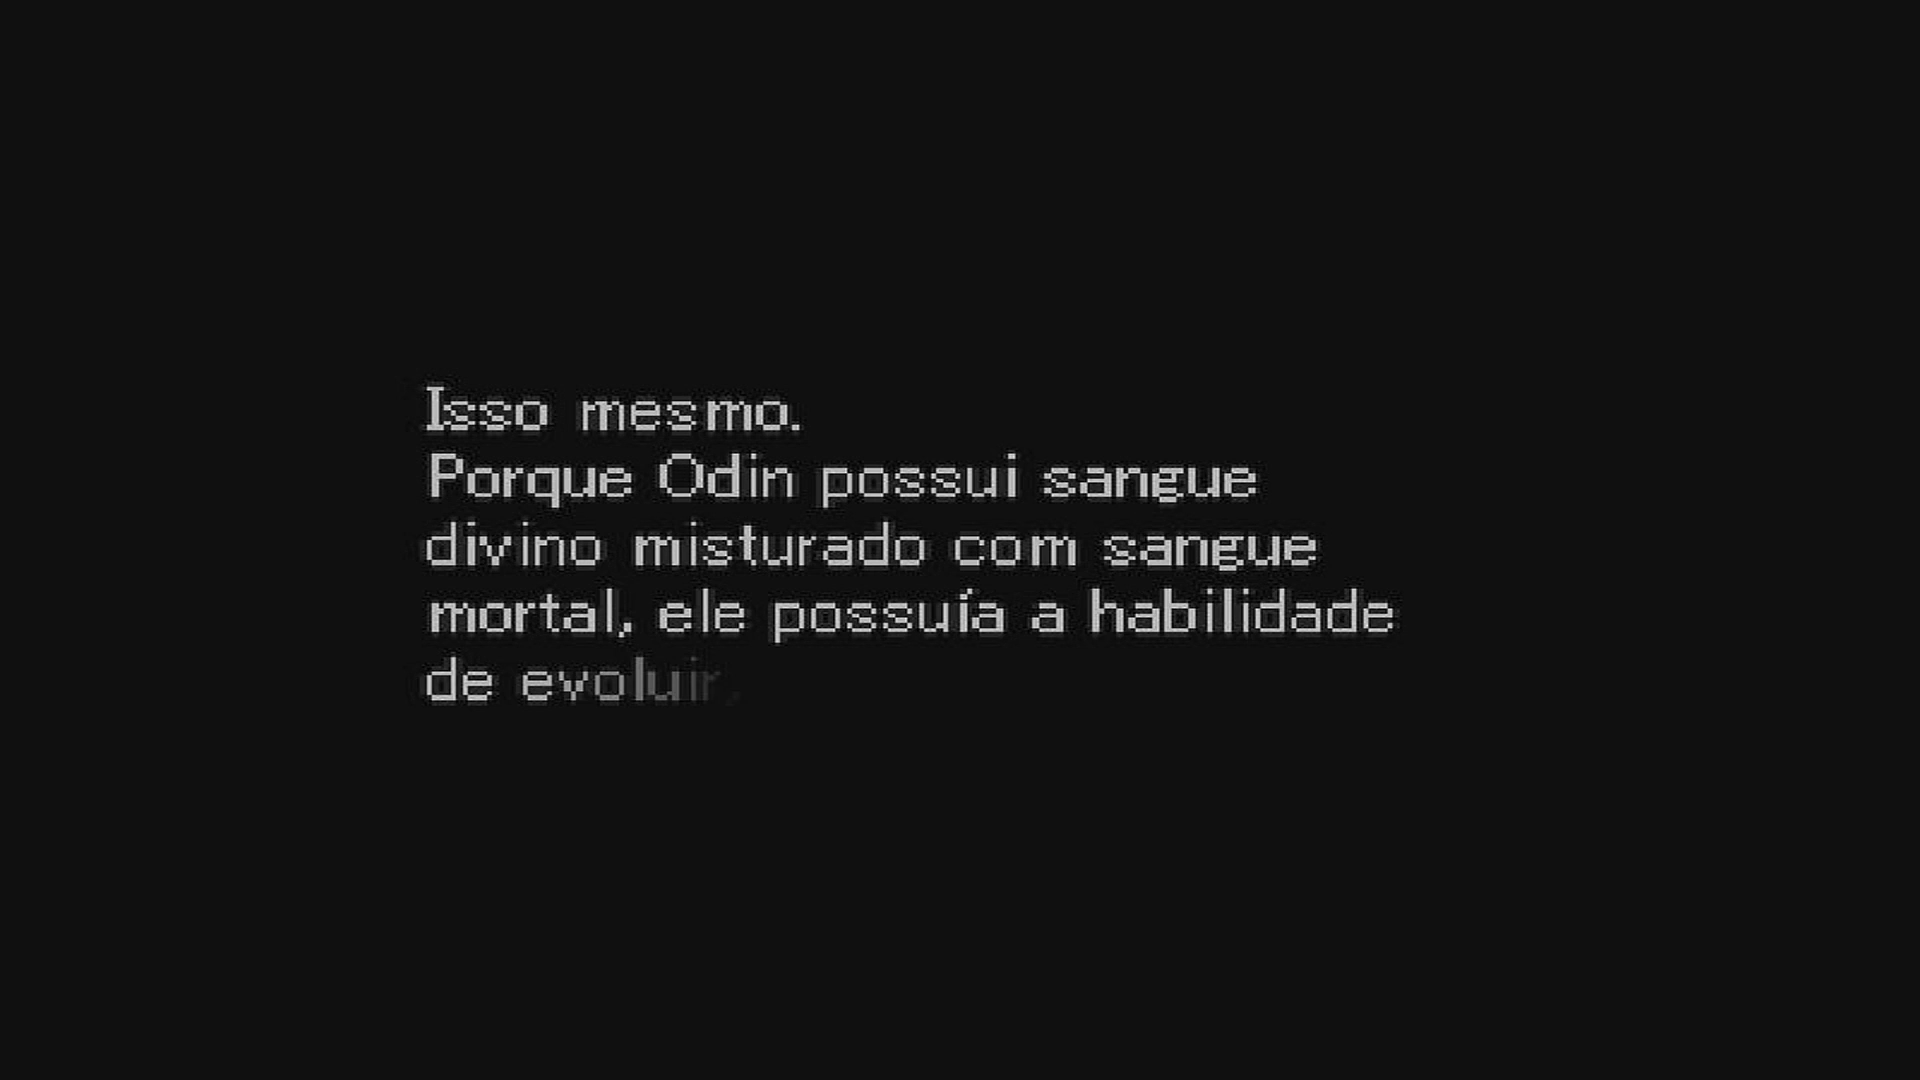 Isso mesmo.
Porque Odin possui sangue
divino misturado com sangue
mortal, ele possuía a habilidade
de evoluir.